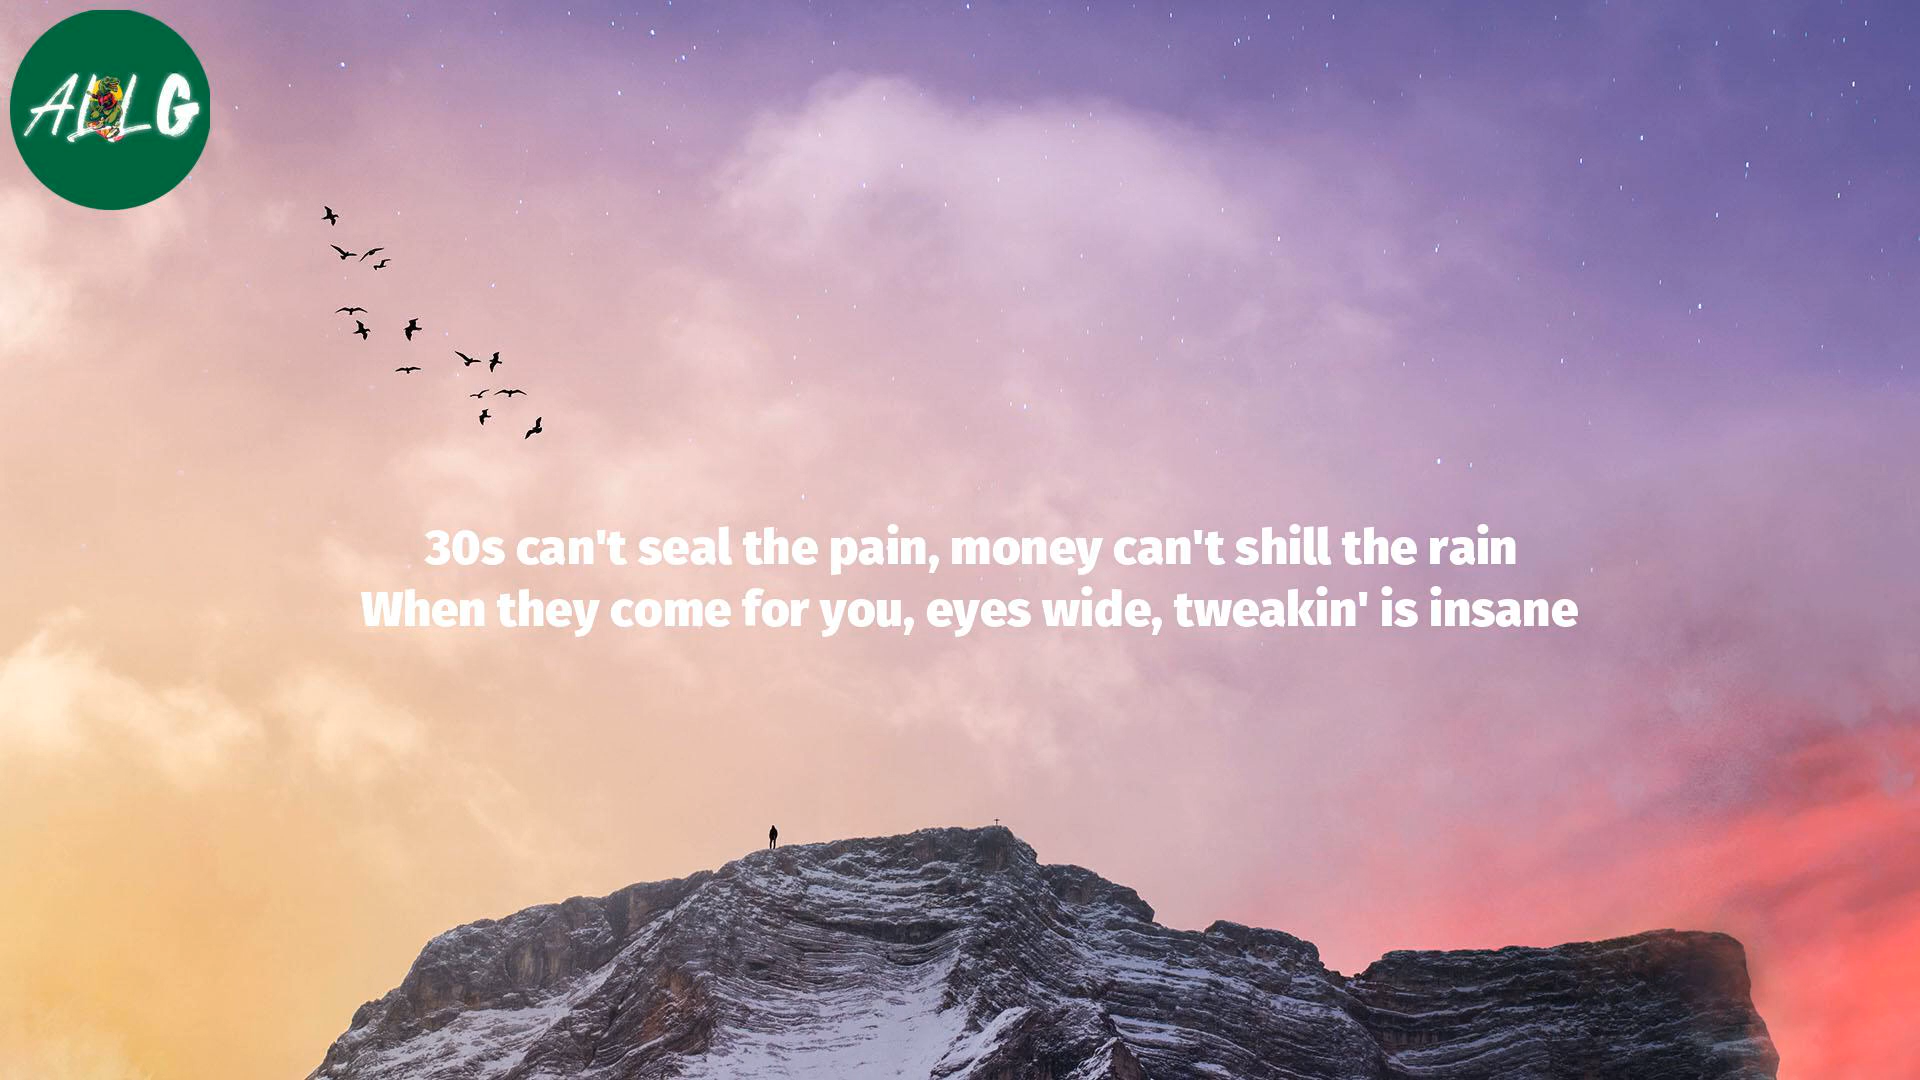 ALLG
30s can't seal the pain, money can't shill the rain
When they come for you, eyes wide, tweakin' is insane